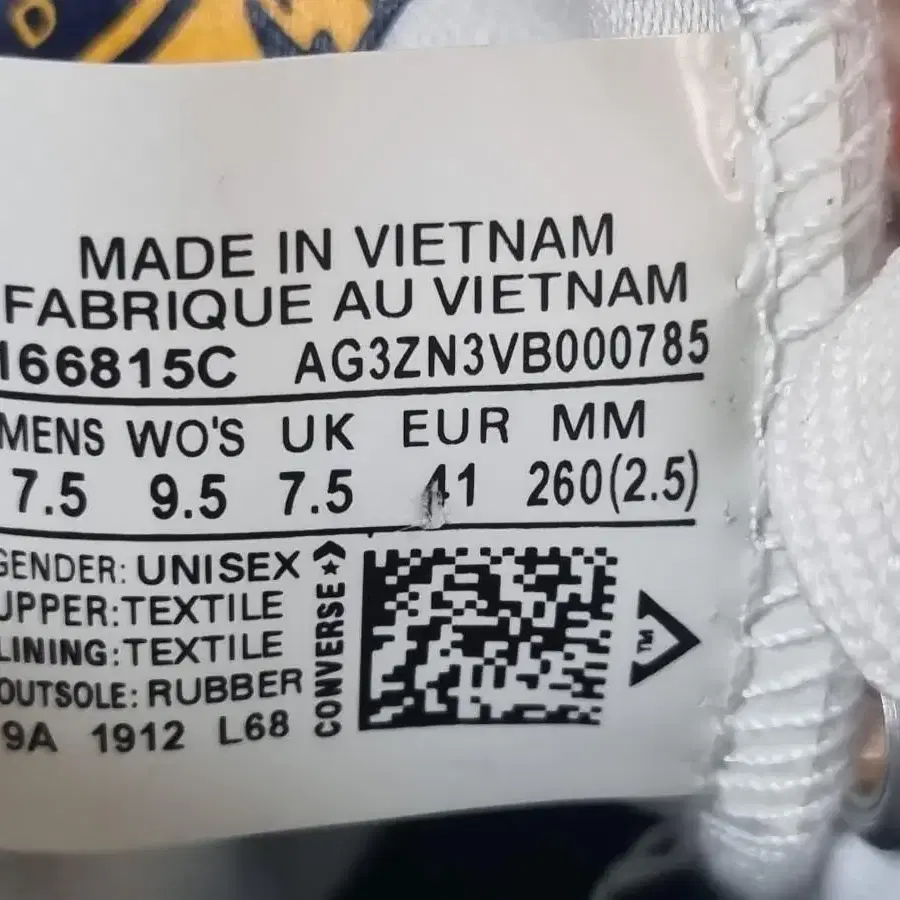 MADE IN VIETNAM
FABRIQUE AU VIETNAM
166815C AG3ZN3VB000785
MENS WO'S UK EUR MM
7.5 9.5 7.5 41 260(2.5)
GENDER: UNISEX
UPPER:TEXTILE
LINING:TEXTILE
OUTSOLE: RUBBER
9A 1912 L68
CONVERSE
TM